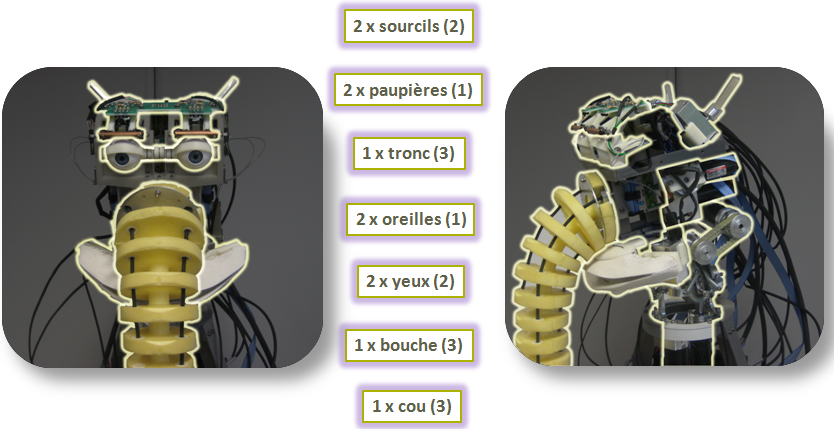 2 x sourcils (2)
2 x paupières (1)
1 x tronc (3)
2 x oreilles (1)
2 x yeux (2)
1 x bouche (3)
1 x cou (3)